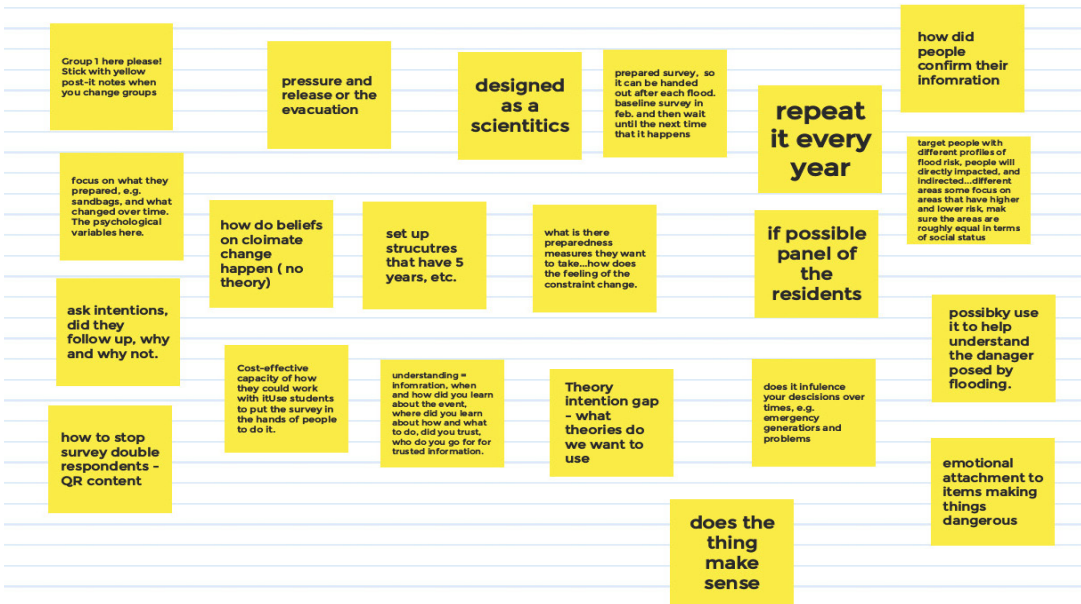 Group 1 here please!
Stick with yellow
post-it notes when
you change groups
pressure and
release or the
evacuation
designed
as a
scientitics
prepared survey, so
it can be handed
out after each flood.
baseline survey in
feb. and then wait
until the next time
that it happens
repeat
it every
year
how did
people
confirm their
infomration
focus on what they
prepared, e.g.
sandbags, and what
changed over time.
The psychological
variables here.
how do beliefs
on cloimate
change
happen ( no
theory)
set up
strucutres
that have 5
years, etc.
what is there
preparedness
measures they want
to take...how does
the feeling of the
constraint change.
if possible
panel of
the
residents
target people with
different profiles of
flood risk, people will
directly impacted, and
indirected...different
areas some focus on
areas that have higher
and lower risk, mak
sure the areas are
roughly equal in terms
of social status
ask intentions,
did they
follow up, why
and why not.
Cost-effective
capacity of how
they could work
with itUse students
to put the survey in
the hands of people
to do it.
understanding =
infomration, when
and how did you learn
about the event,
where did you learn
about how and what
to do, did you trust,
who do you go for for
trusted information.
Theory
intention gap
- what
theories do
we want to
use
does it infulence
your descisions over
times, e.g.
emergency
generatiors and
problems
possibky use
it to help
understand
the danager
posed by
flooding.
how to stop
survey double
respondents -
QR content
emotional
attachment to
items making
things
dangerous
does the
thing
make
sense